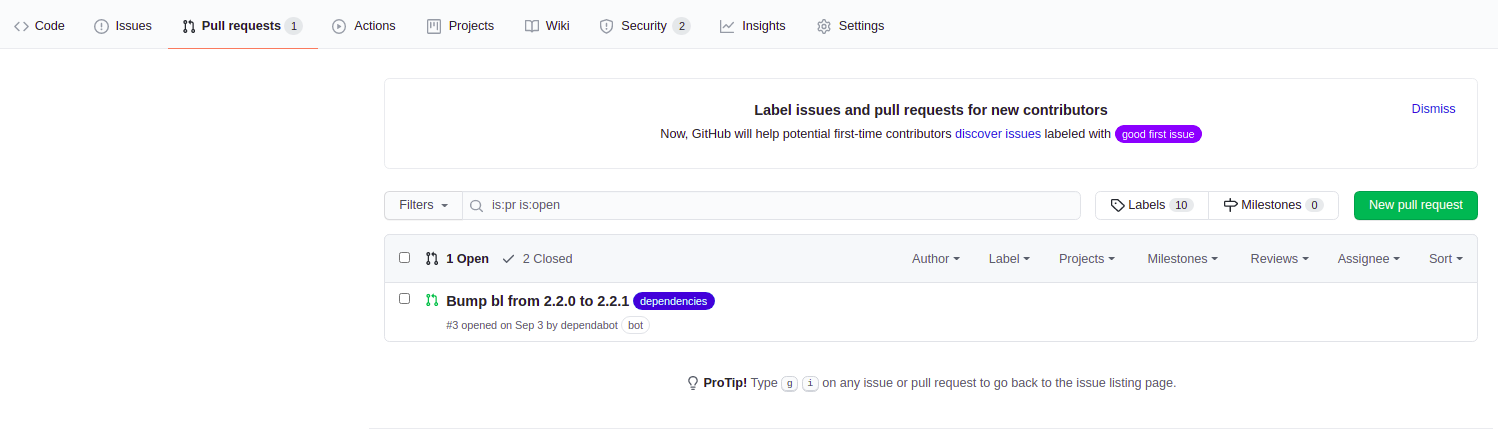 Code Issues Pull requests 1 Actions Projects Wiki Security 2 Insights Settings
Label issues and pull requests for new contributors
Dismiss
Now, GitHub will help potential first-time contributors discover issues labeled with good first issue
Filters is:pr is:open Labels 10 Milestones 0 New pull request
1 Open 2 Closed Author Label Projects Milestones Reviews Assignee Sort
Bump bl from 2.2.0 to 2.2.1 dependencies
#3 opened on Sep 3 by dependabot bot
ProTip! Type g i on any issue or pull request to go back to the issue listing page.